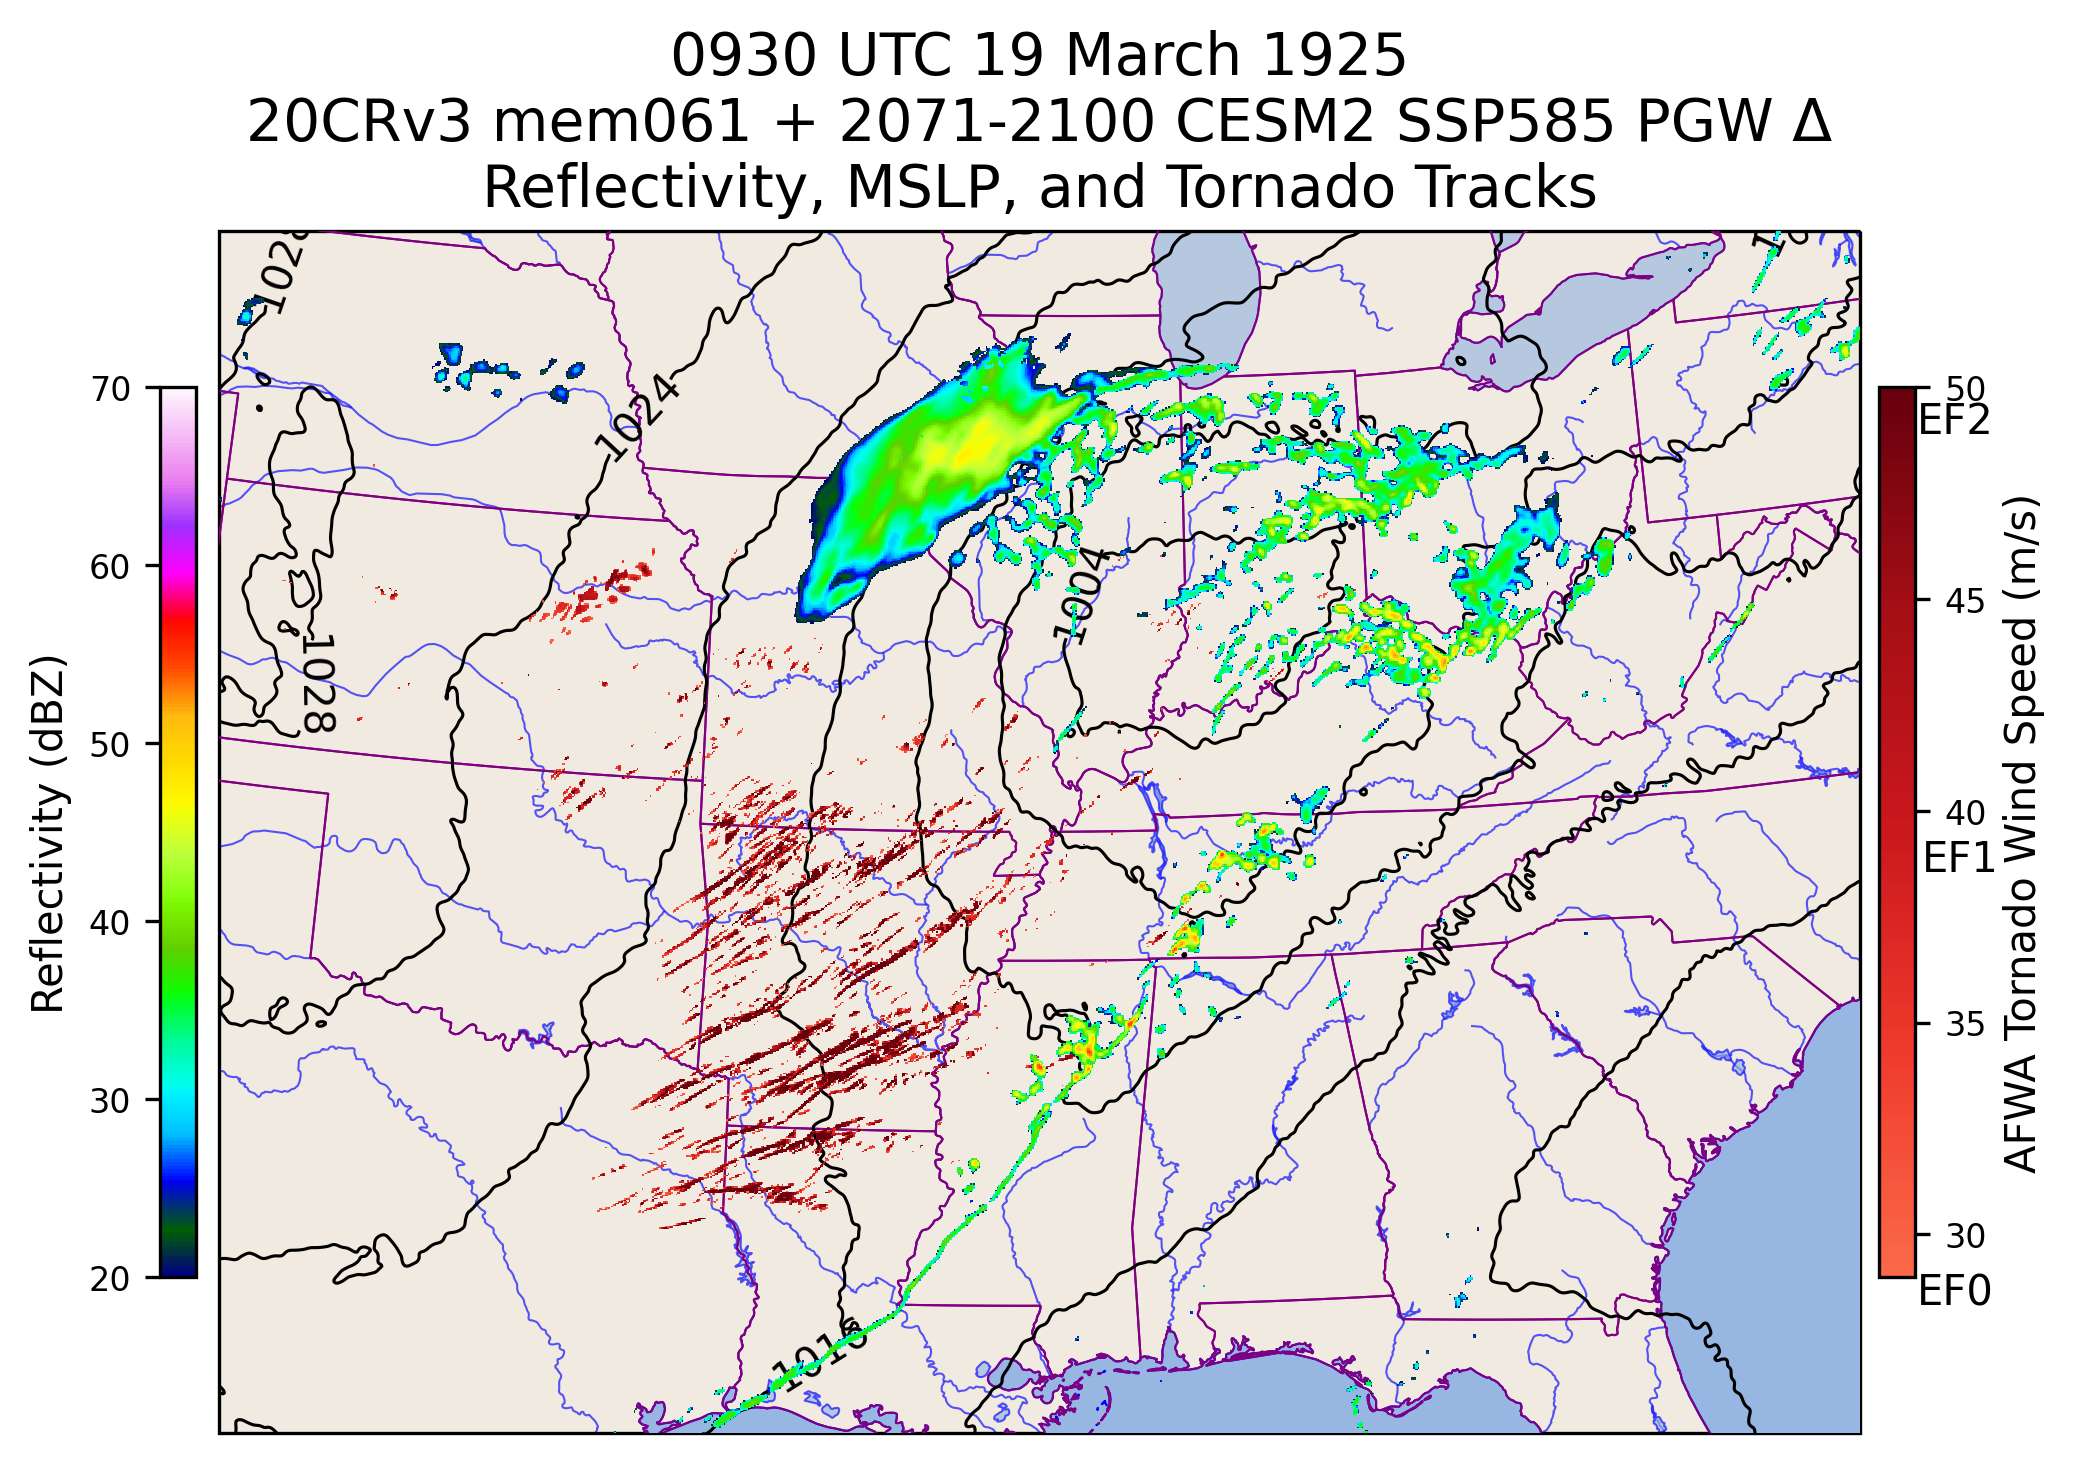 0930 UTC 19 March 1925
20CRv3 mem061 + 2071-2100 CESM2 SSP585 PGW Δ
Reflectivity, MSLP, and Tornado Tracks
70
60
50
40
30
20
Reflectivity (dBZ)
1024
1004
1028
1016
50
EF2
45
40
EF1
35
30
EF0
AFWA Tornado Wind Speed (m/s)